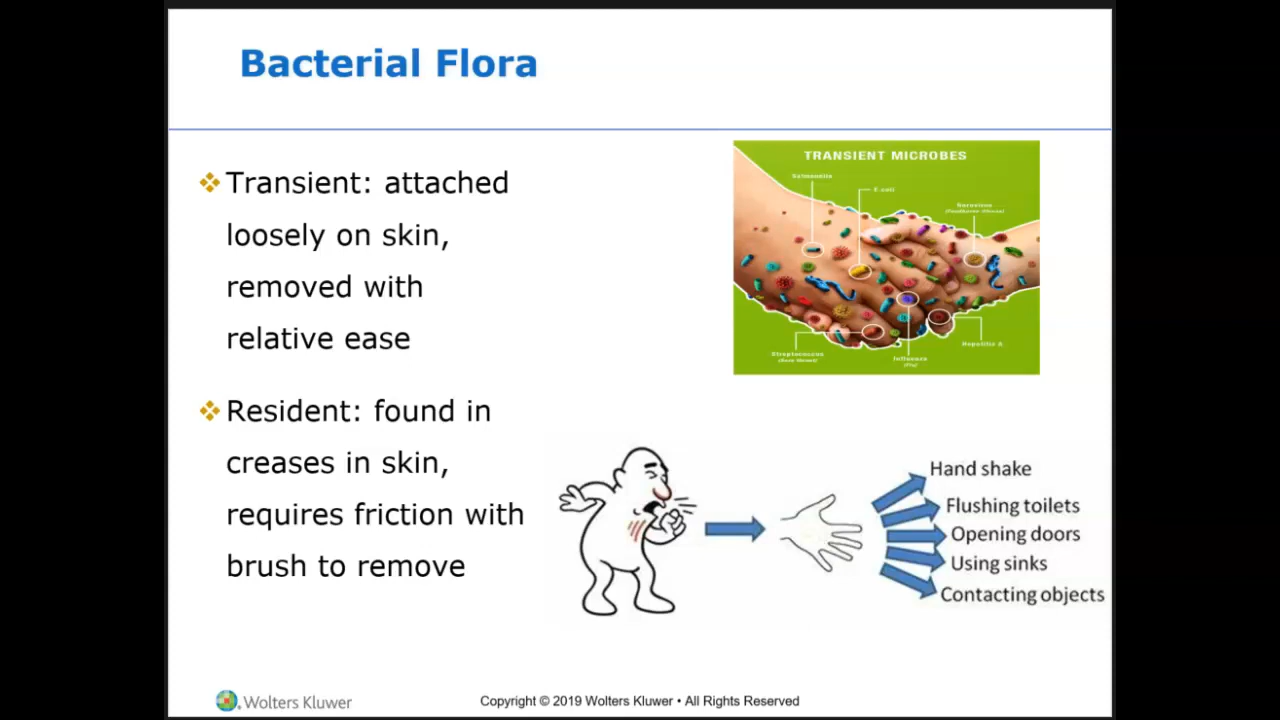 Bacterial Flora
Transient: attached
loosely on skin,
removed with
relative ease
Resident: found in
creases in skin,
requires friction with
brush to remove
TRANSIENT MICROBES
Salmonella
E.coli
Norovirus
Streptococcus
Influenza
(Flu)
Hepatitis A
Hand shake
Flushing toilets
Opening doors
Using sinks
Contacting objects
Wolters Kluwer
Copyright © 2019 Wolters Kluwer • All Rights Reserved